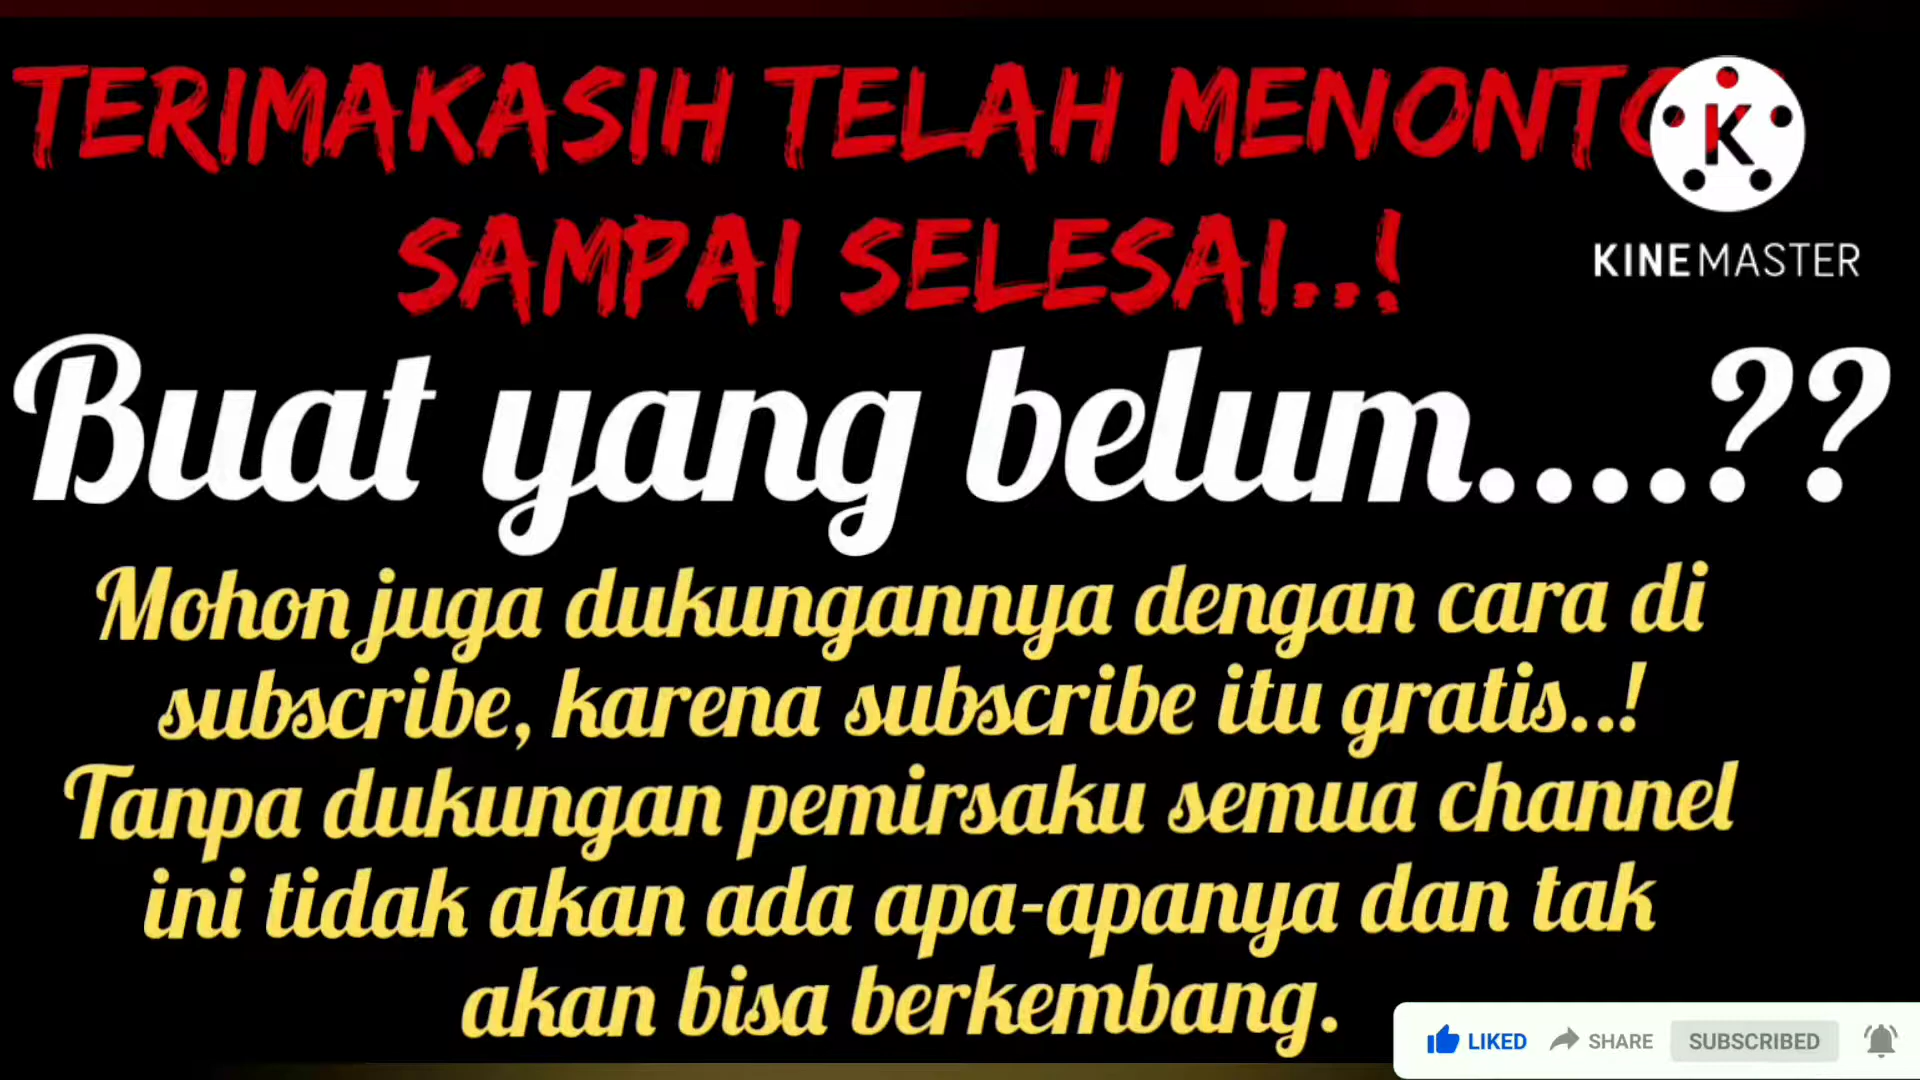 TERIMAKASIH TELAH MENONTON
SAMPAI SELESAI..!
K
KINEMASTER
Buat yang belum....??
Mohon juga dukungannya dengan cara di
subscribe, karena subscribe itu gratis..!
Tanpa dukungan pemirsaku semua channel
ini tidak akan ada apa-apanya dan tak
akan bisa berkembang.
LIKED SHARE SUBSCRIBED